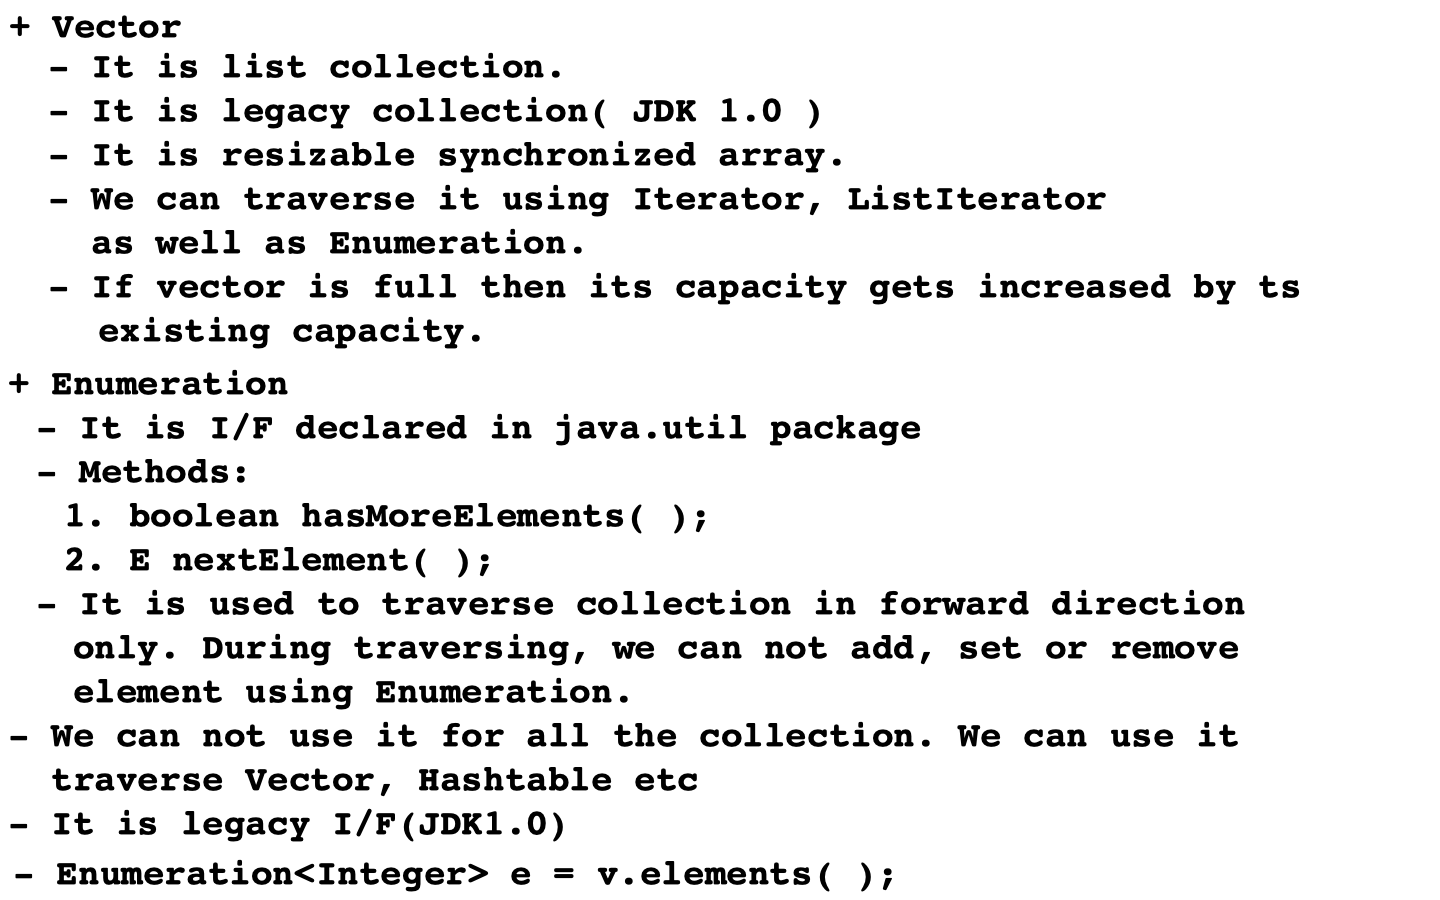 + Vector
- It is list collection.
- It is legacy collection( JDK 1.0 )
- It is resizable synchronized array.
- We can traverse it using Iterator, ListIterator
as well as Enumeration.
- If vector is full then its capacity gets increased by ts
existing capacity.
+ Enumeration
- It is I/F declared in java.util package
- Methods:
1. boolean hasMoreElements( );
2. E nextElement( );
- It is used to traverse collection in forward direction
only. During traversing, we can not add, set or remove
element using Enumeration.
- We can not use it for all the collection. We can use it
traverse Vector, Hashtable etc
- It is legacy I/F(JDK1.0)
- Enumeration<Integer> e = v.elements( );